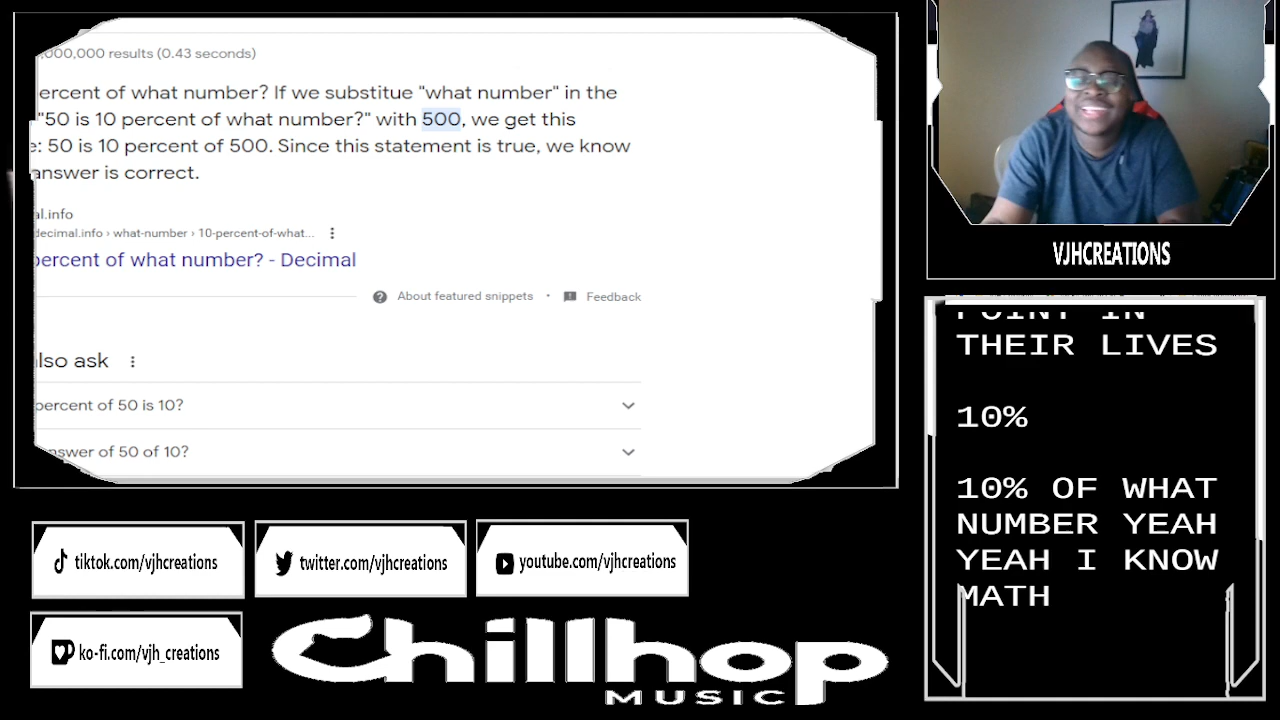 ,000,000 results (0.43 seconds)
ercent of what number? If we substitue "what number" in the
"50 is 10 percent of what number?" with 500, we get this
e: 50 is 10 percent of 500. Since this statement is true, we know
answer is correct.
al.info
decimal.info › what-number › 10-percent-of-what...
percent of what number? - Decimal
About featured snippets • Feedback
also ask
percent of 50 is 10?
nswer of 50 of 10?
VJHCREATIONS
POINT IN
THEIR LIVES
10%
10% OF WHAT
NUMBER YEAH
YEAH I KNOW
MATH
tiktok.com/vjhcreations
twitter.com/vjhcreations
youtube.com/vjhcreations
ko-fi.com/vjh_creations
Chillhop
MUSIC